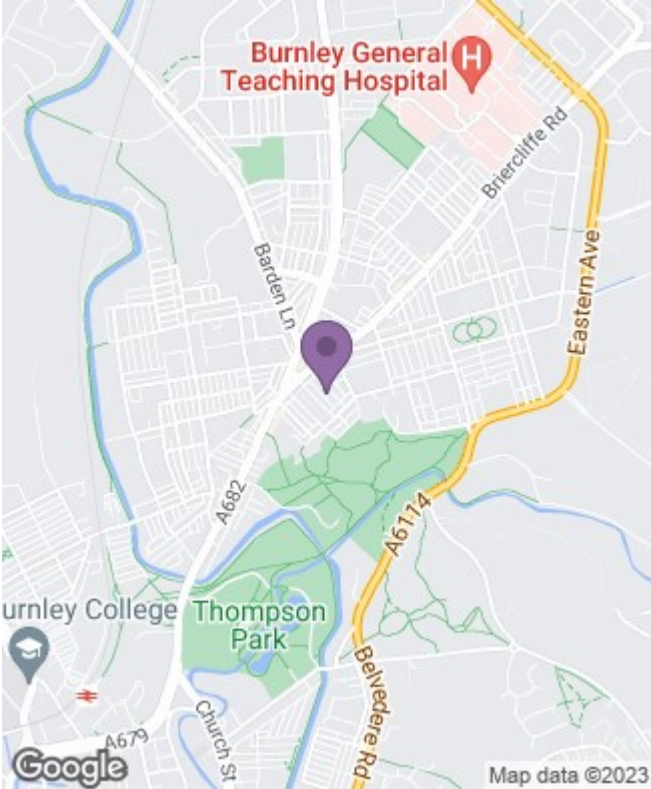 Burnley General
Teaching Hospital
H
Briercliffe Rd
Barden Ln
Eastern Ave
A682
A6114
urnley College
Thompson
Park
Belvedere Rd
Church St
A679
Google
Map data ©2023